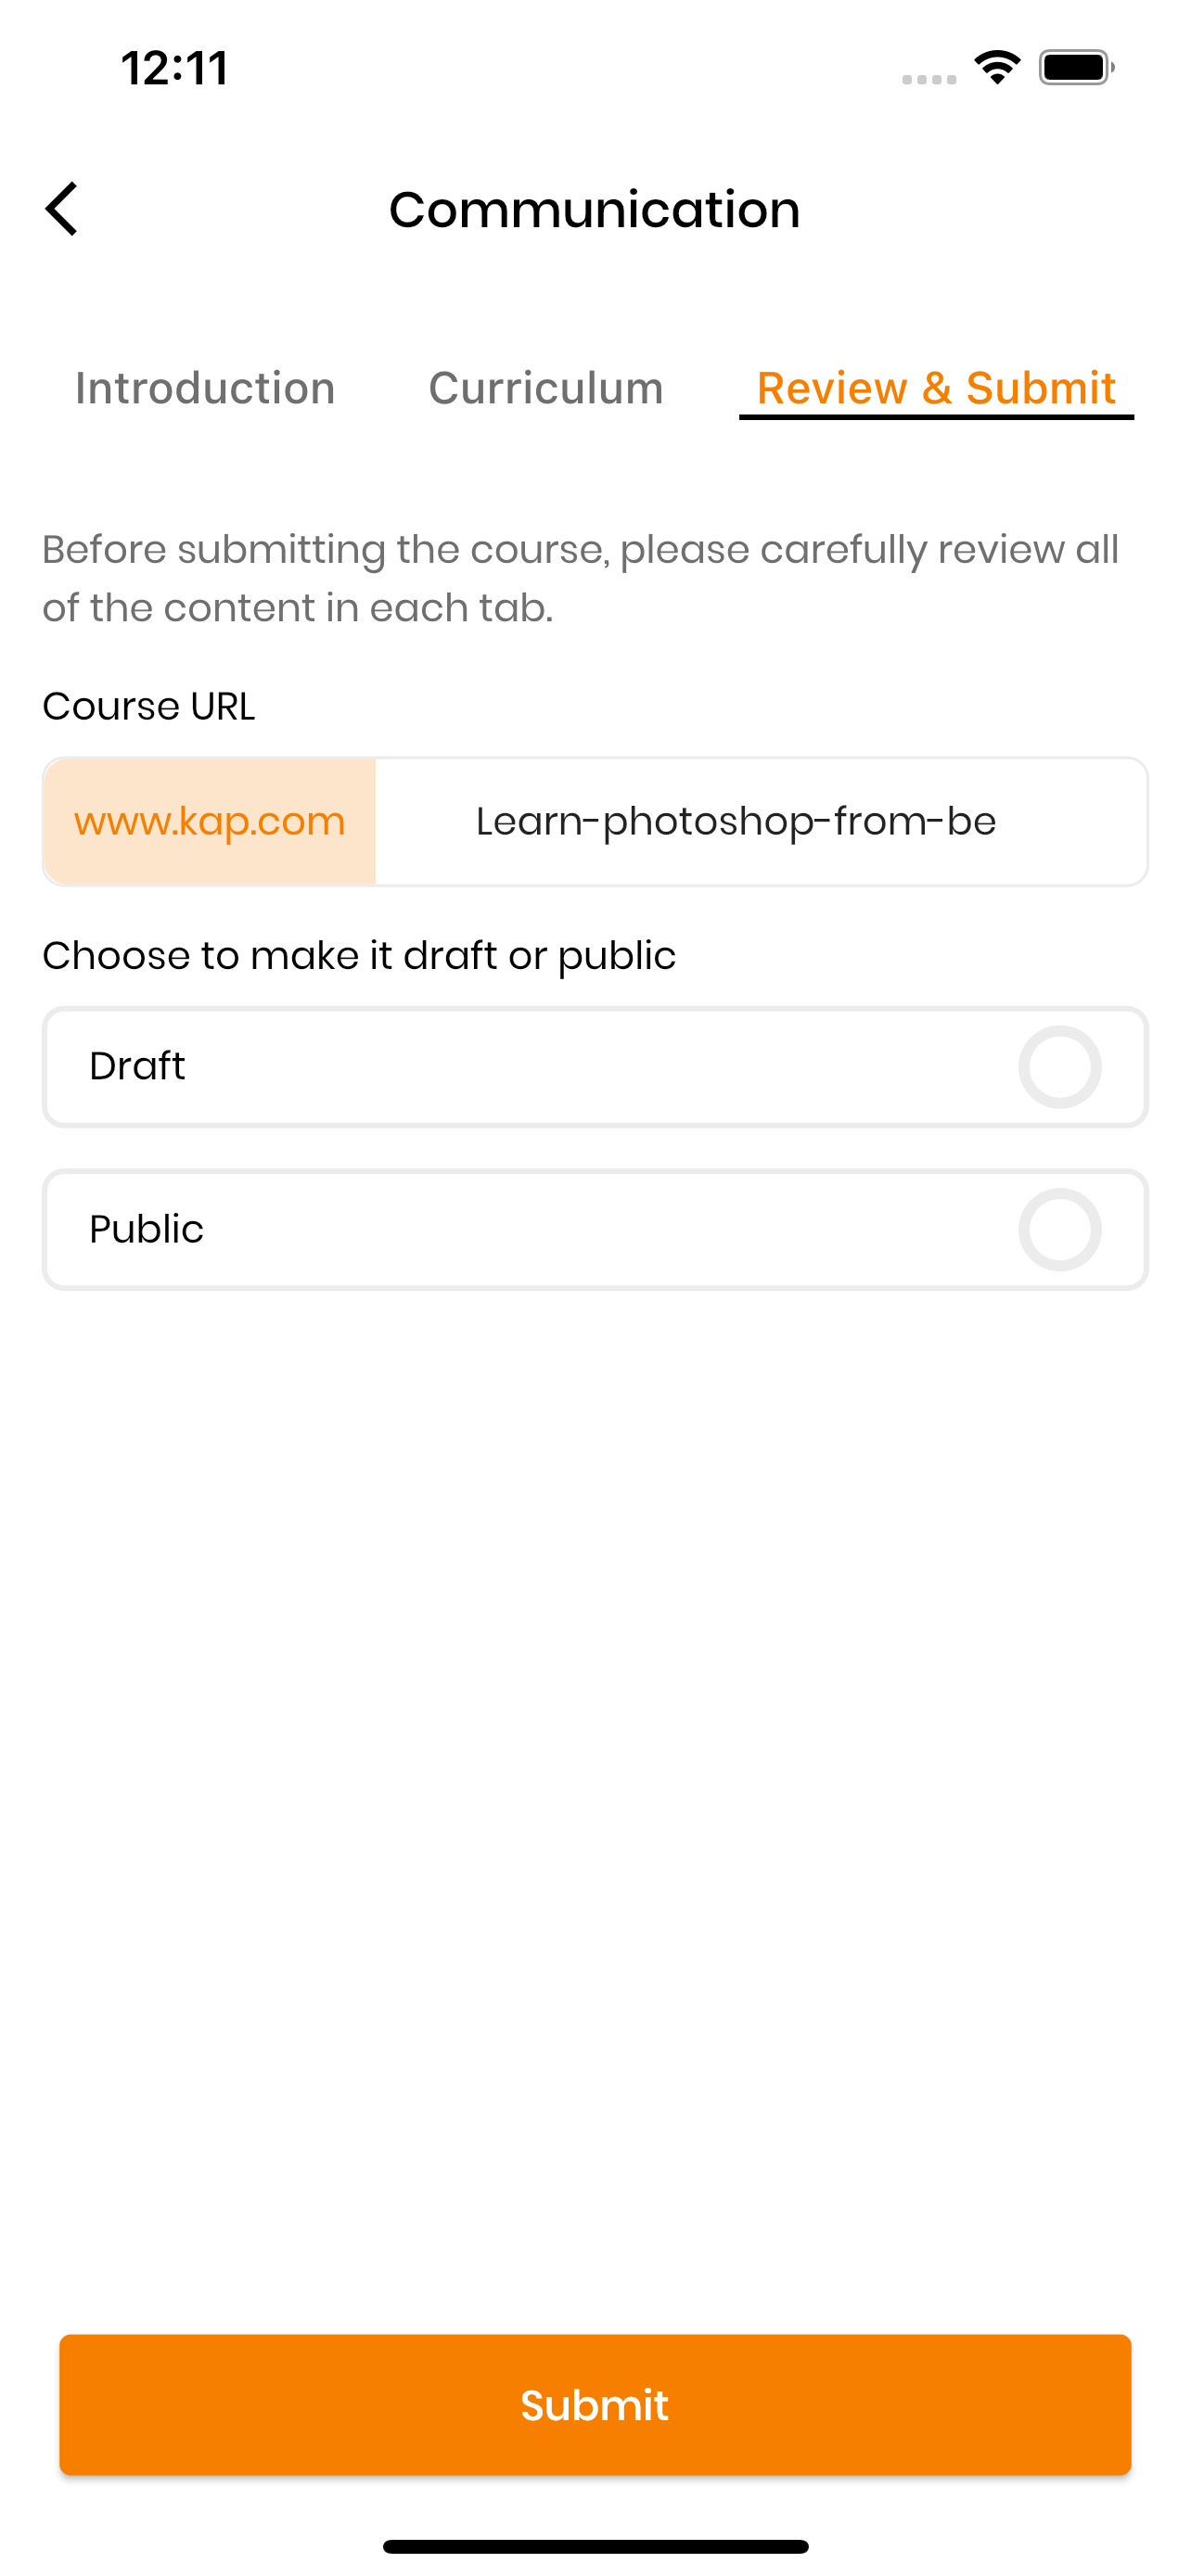 12:11
Communication
Introduction Curriculum Review & Submit
Before submitting the course, please carefully review all
of the content in each tab.
Course URL
www.kap.com Learn-photoshop-from-be
Choose to make it draft or public
Draft
Public
Submit